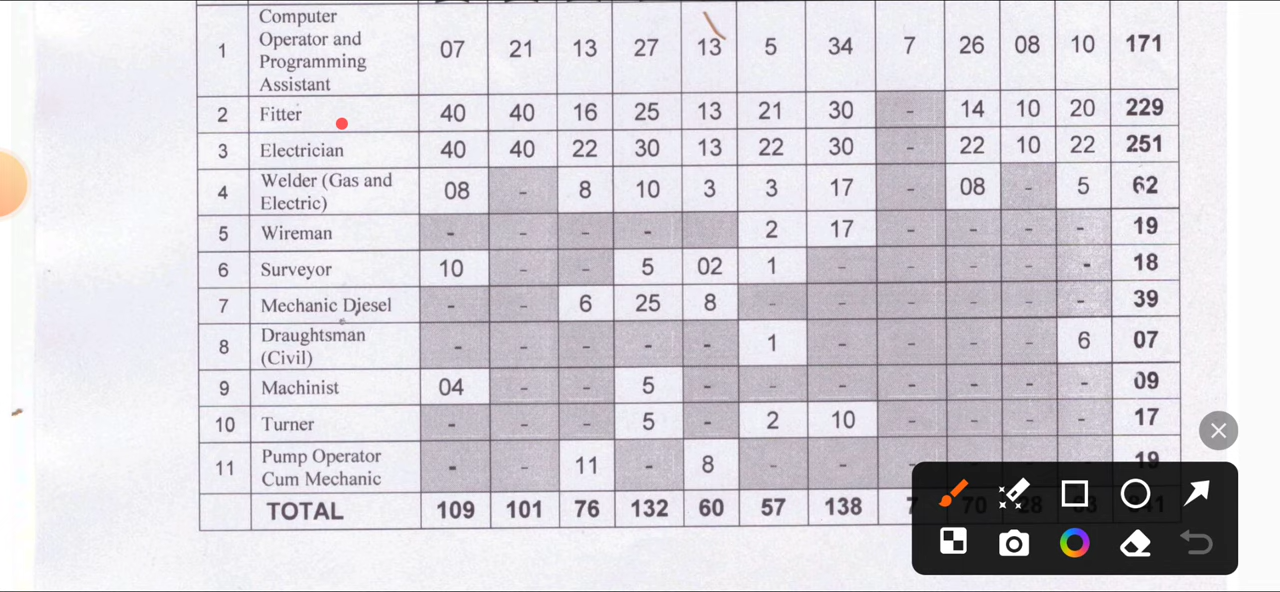 Computer
1 Operator and 07 21 13 27 13 5 34 7 26 08 10 171
Programming
Assistant
2 Fitter 40 40 16 25 13 21 30 - 14 10 20 229
3 Electrician 40 40 22 30 13 22 30 - 22 10 22 251
4 Welder (Gas and 08 - 8 10 3 3 17 - 08 - 5 62
Electric)
5 Wireman - - - - 2 17 - - - - 19
6 Surveyor 10 - - 5 02 1 - - - - - 18
7 Mechanic Diesel - - 6 25 8 - - - - - - 39
8 Draughtsman - - - - - 1 - - - - 6 07
(Civil)
9 Machinist 04 - - 5 - - - - - - - 09
10 Turner - - - 5 - 2 10 - - - - 17
11 Pump Operator - - 11 - 8 - - - - - 19
Cum Mechanic
TOTAL 109 101 76 132 60 57 138 7 70 28